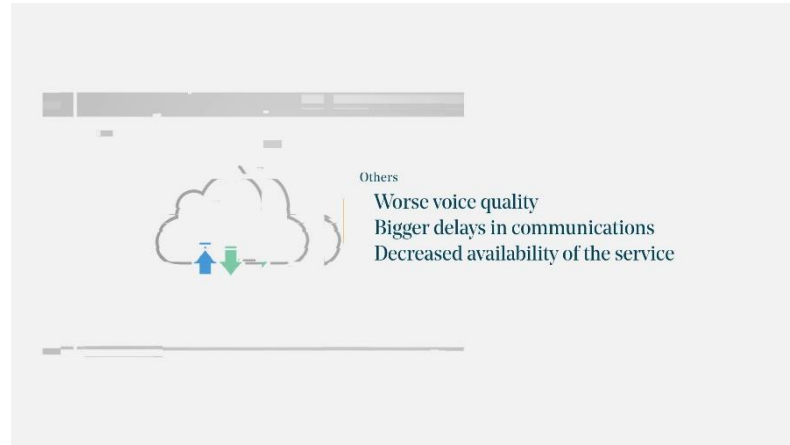 Others
Worse voice quality
Bigger delays in communications
Decreased availability of the service